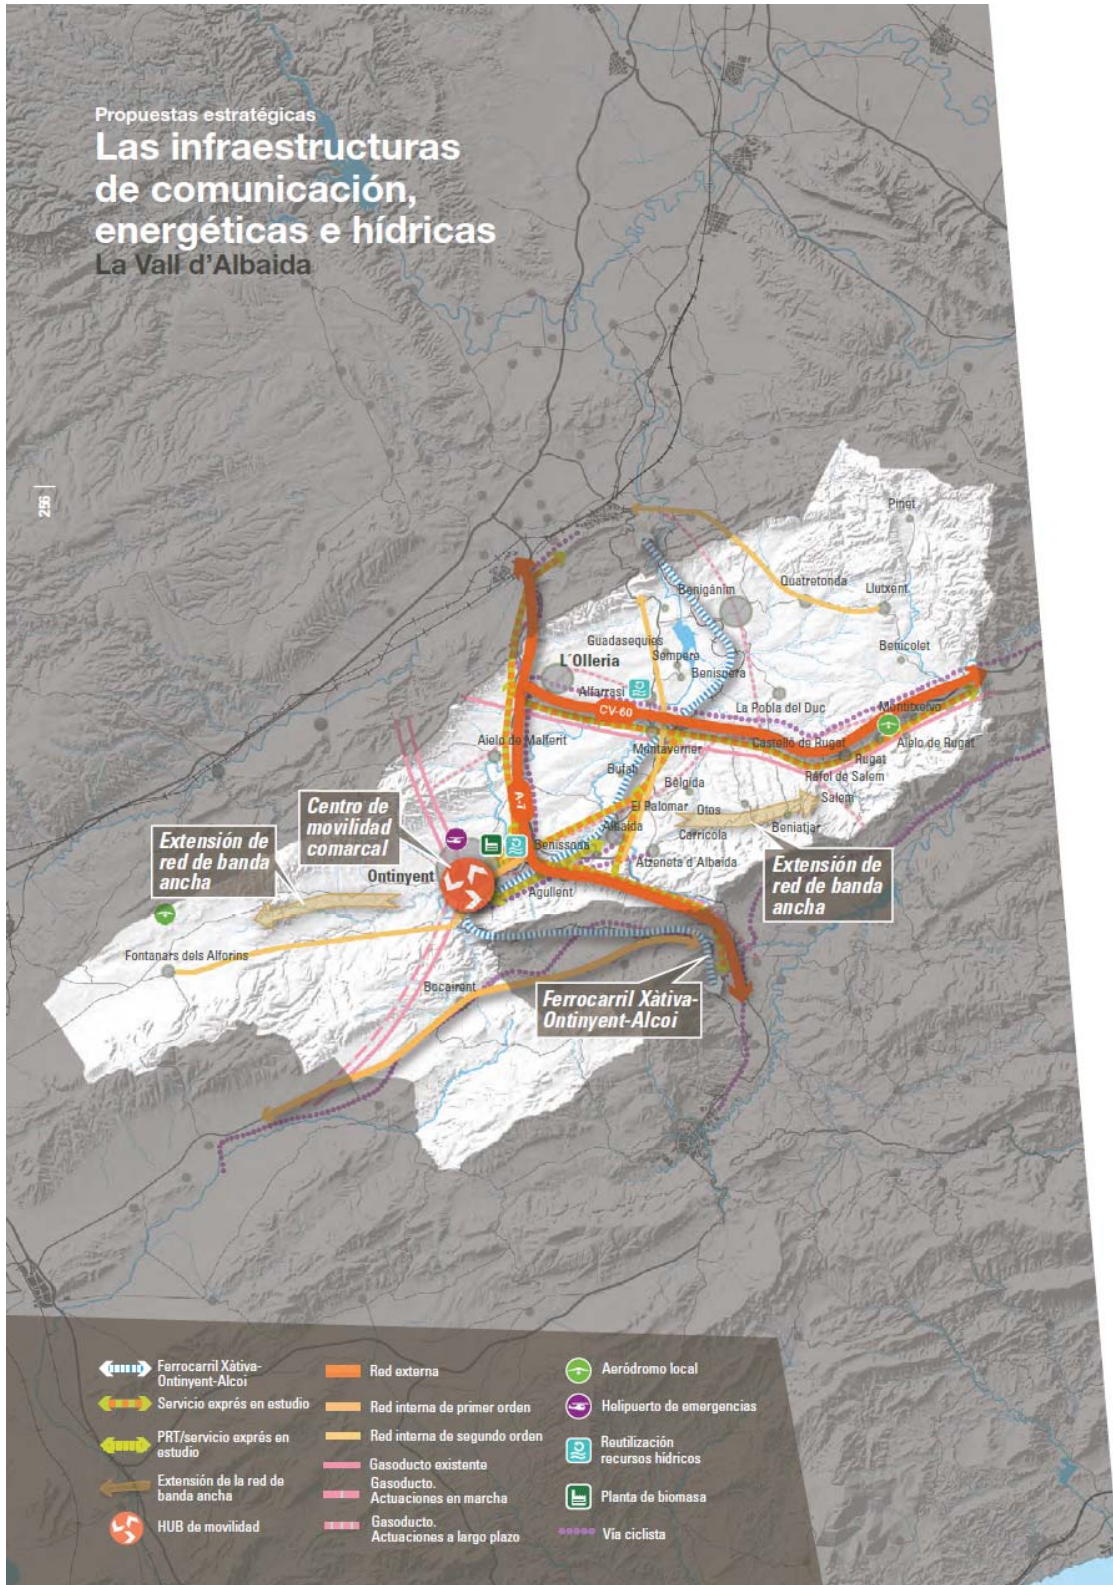 Propuestas estratégicas
Las infraestructuras
de comunicación,
energéticas e hídricas
La Vall d'Albaida
256
Pinet
Quatretonda
Llutxent
Benigànim
Benicolet
Guadasequies
Sempere
L´Olleria
Benisuera
Alfarrasí
CV-60
La Pobla del Duc
Montitxelvo
Aielo de Malferit
Montaverner
Castelló de Rugat
Aielo de Rugat
Rugat
Bufali
Bèlgida
Ráfol de Salem
Salem
A-7
El Palomar
Otos
Albaida
Carrícola
Beniatjar
Benissoda
Atzeneta d'Albaida
Centro de
movilidad
comarcal
Extensión de
red de banda
ancha
Ontinyent
Agullent
Extensión de
red de banda
ancha
Fontanars dels Alforins
Bocairent
Ferrocarril Xàtiva-
Ontinyent-Alcoi
Ferrocarril Xàtiva-
Ontinyent-Alcoi
Servicio exprés en estudio
PRT/servicio exprés en
estudio
Extensión de la red de
banda ancha
HUB de movilidad
Red externa
Red interna de primer orden
Red interna de segundo orden
Gasoducto existente
Gasoducto.
Actuaciones en marcha
Gasoducto.
Actuaciones a largo plazo
Aeródromo local
Helipuerto de emergencias
Reutilización
recursos hídricos
Planta de biomasa
Vía ciclista